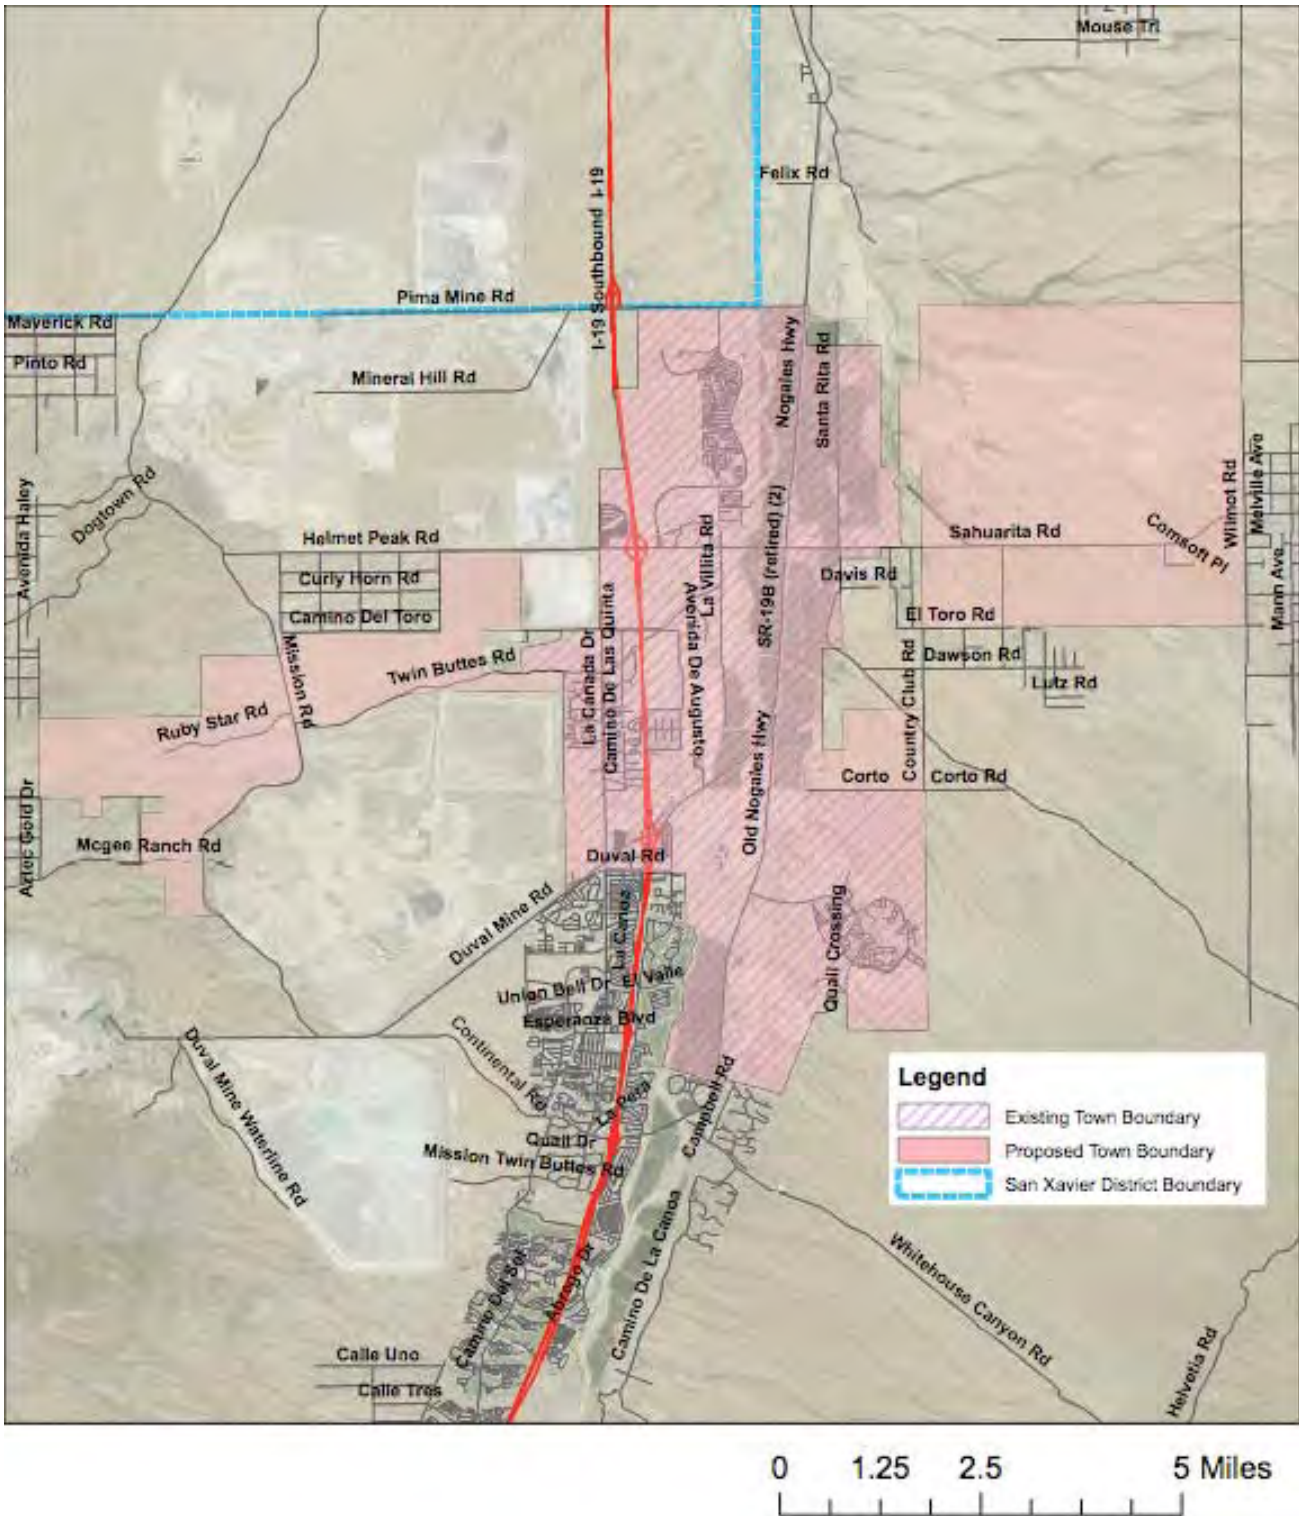 Mouse Trl
Felix Rd
I-19 Southbound I-19
Pima Mine Rd
Maverick Rd
Pinto Rd
Mineral Hill Rd
Nogales Hwy
Santa Rita Rd
Wilmot Rd
Melville Ave
Avenida Haley
Dogtown Rd
Helmet Peak Rd
Curly Horn Rd
Camino Del Toro
La Villita Rd
SR-19B (retired) (2)
Sahuarita Rd
Comsoft Pl
Davis Rd
El Toro Rd
Mann Ave
Mission Rd
Twin Buttes Rd
La Canada Dr
Camino De Las Quinta
Avenida De Augusto
Country Club Rd
Dawson Rd
Lutz Rd
Ruby Star Rd
Old Nogales Hwy
Corto
Corto Rd
Aztec Gold Dr
Mcgee Ranch Rd
Duval Rd
Duval Mine Rd
La Canoa
Quail Crossing
Union Bell Dr
El Valle
Esperanza Blvd
Continental Rd
Duval Mine Waterline Rd
La Pera
Campbell Rd
Quail Dr
Mission Twin Buttes Rd
Legend
Existing Town Boundary
Proposed Town Boundary
San Xavier District Boundary
Camino Del Sol
Abrego Dr
Camino De La Canoa
Whitehouse Canyon Rd
Helvetia Rd
Calle Uno
Calle Tres
0 1.25 2.5 5 Miles